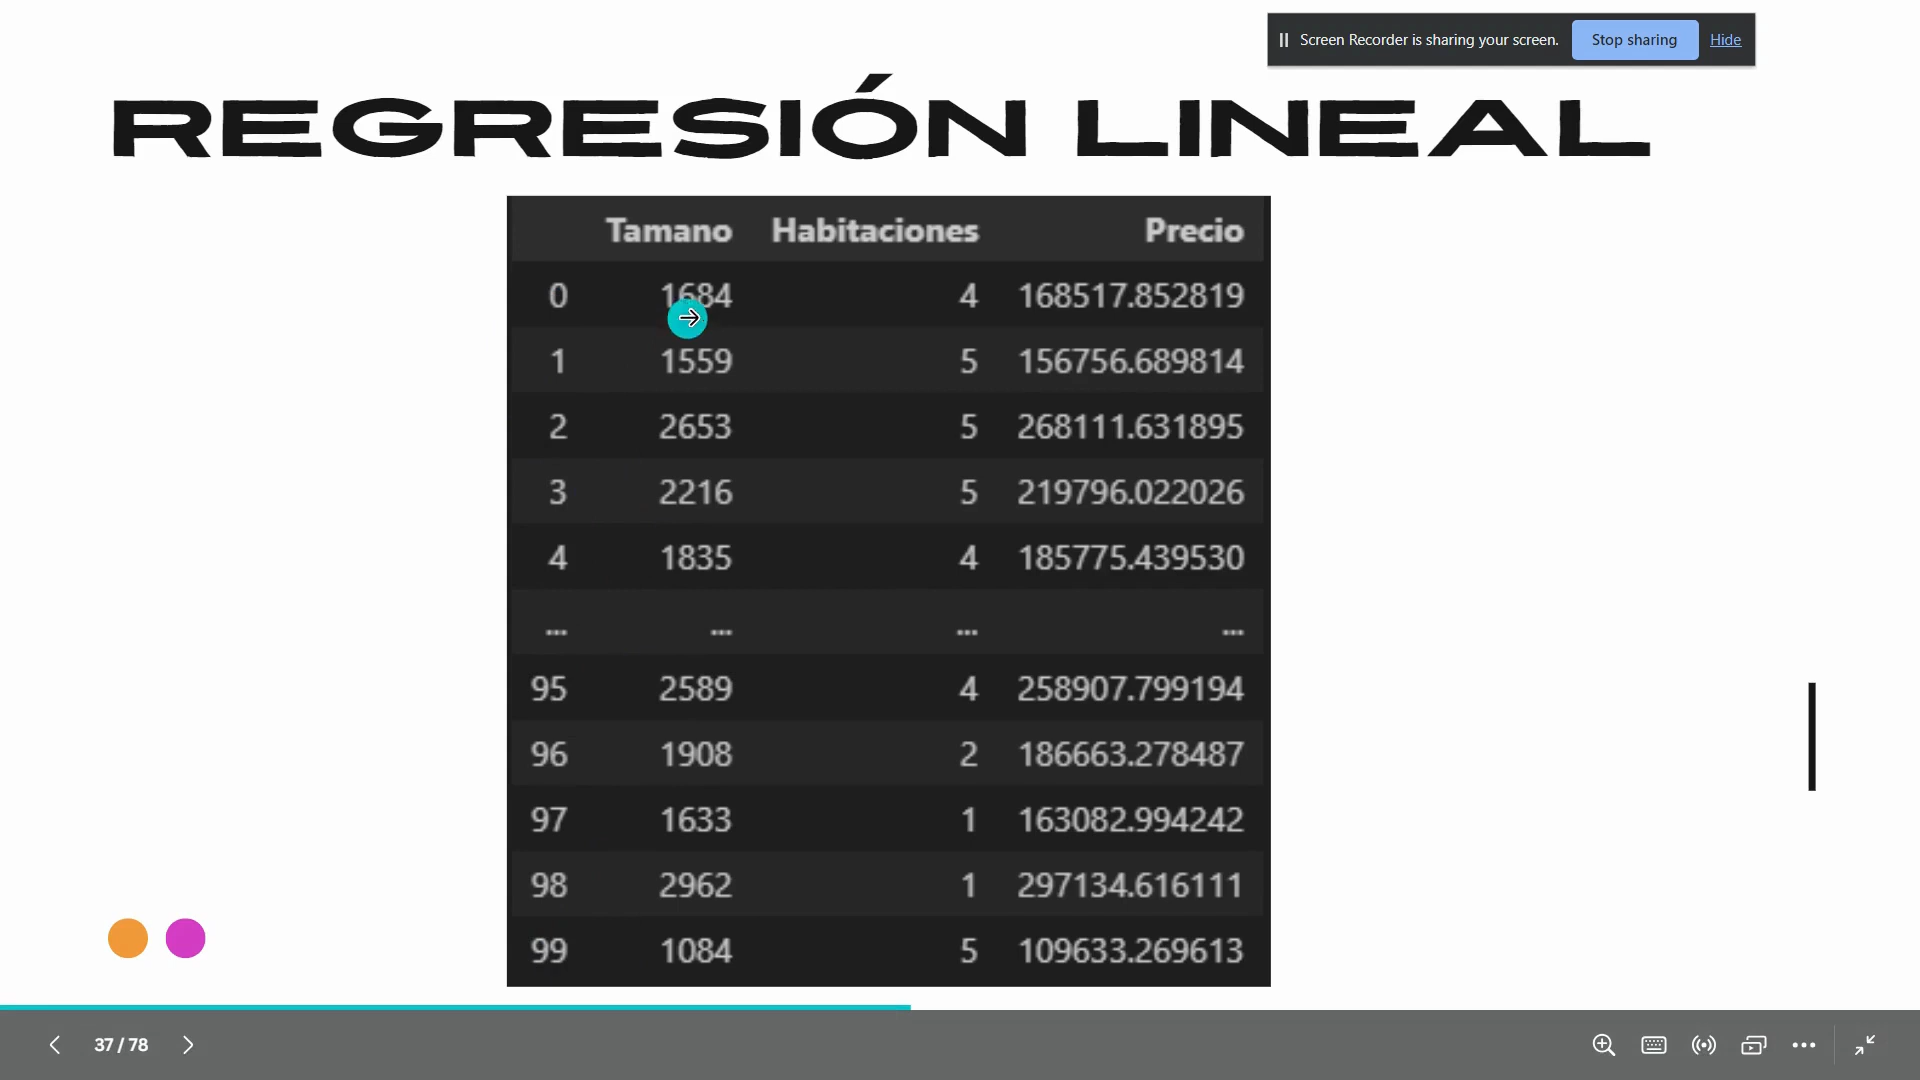 Screen Recorder is sharing your screen. Stop sharing Hide
REGRESIÓN LINEAL
Tamano Habitaciones Precio
0 1684 4 168517.852819
1 1559 5 156756.689814
2 2653 5 268111.631895
3 2216 5 219796.022026
4 1835 4 185775.439530
... ... ... ...
95 2589 4 258907.799194
96 1908 2 186663.278487
97 1633 1 163082.994242
98 2962 1 297134.616111
99 1084 5 109633.269613
37 / 78